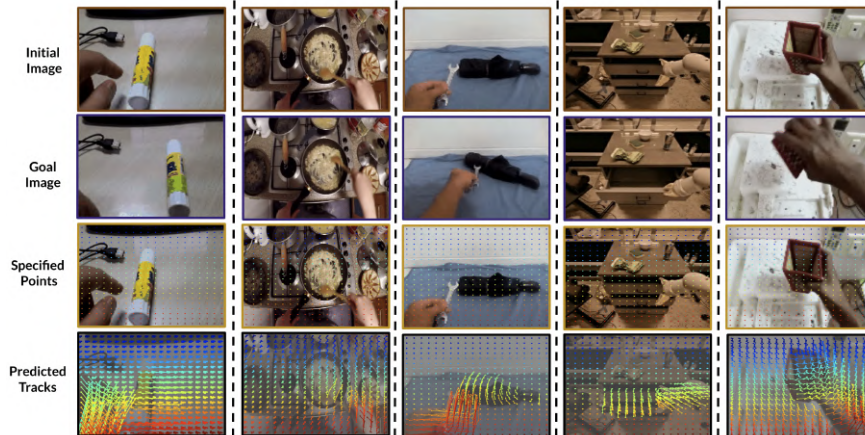 Initial
Image
Goal
Image
Specified
Points
Predicted
Tracks